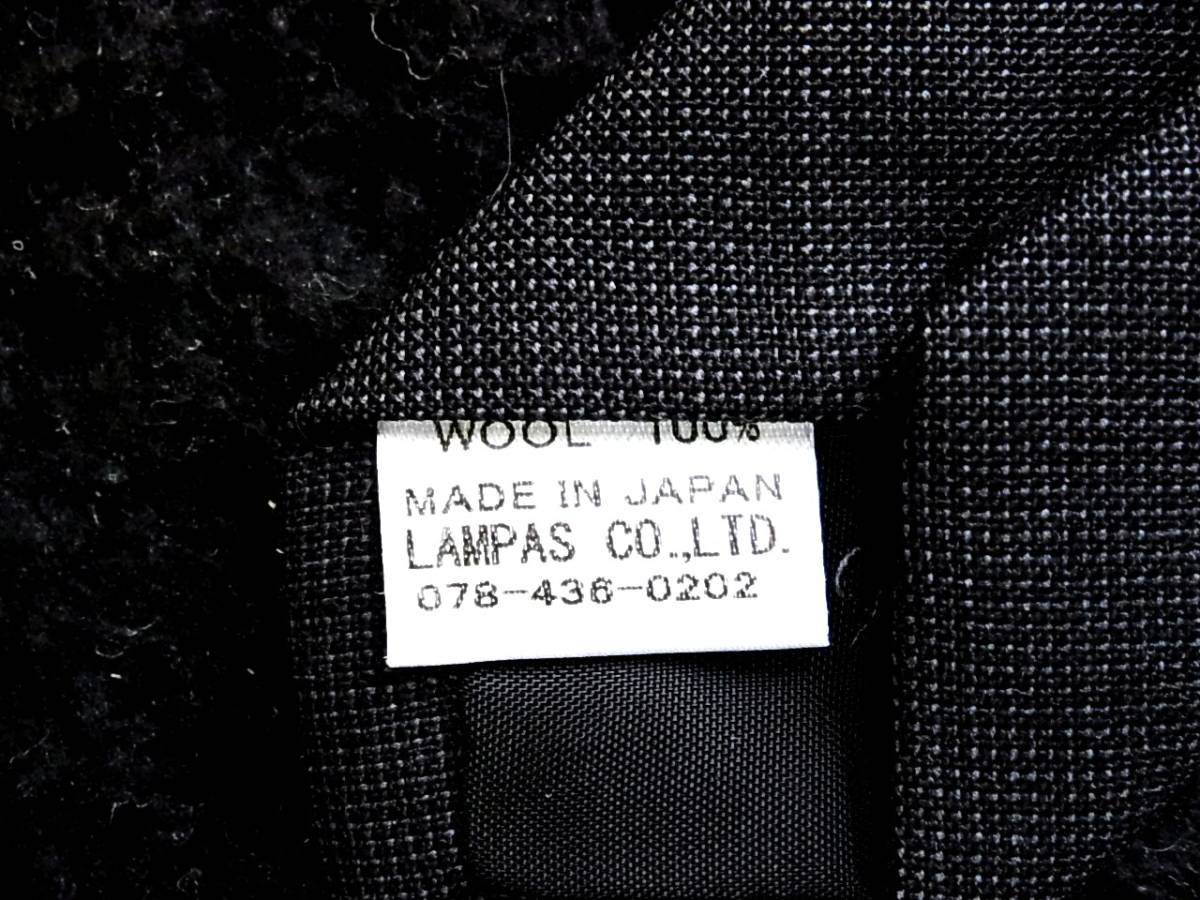 WOOL 100%
MADE IN JAPAN
LAMPAS CO.,LTD.
078-436-0202